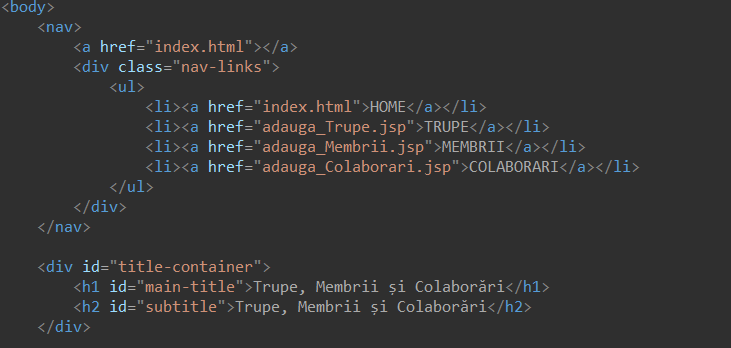 <body>
<nav>
<a href="index.html"></a>
<div class="nav-links">
<ul>
<li><a href="index.html">HOME</a></li>
<li><a href="adauga_Trupe.jsp">TRUPE</a></li>
<li><a href="adauga_Membrii.jsp">MEMBRII</a></li>
<li><a href="adauga_Colaborari.jsp">COLABORARI</a></li>
</ul>
</div>
</nav>
<div id="title-container">
<h1 id="main-title">Trupe, Membrii și Colaborări</h1>
<h2 id="subtitle">Trupe, Membrii și Colaborări</h2>
</div>